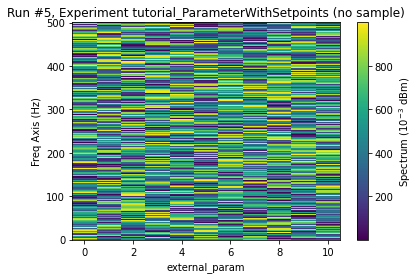 Run #5, Experiment tutorial_ParameterWithSetpoints (no sample)
500
400
300
200
100
0
Freq Axis (Hz)
0 2 4 6 8 10
external_param
800
600
400
200
Spectrum (10⁻³ dBm)